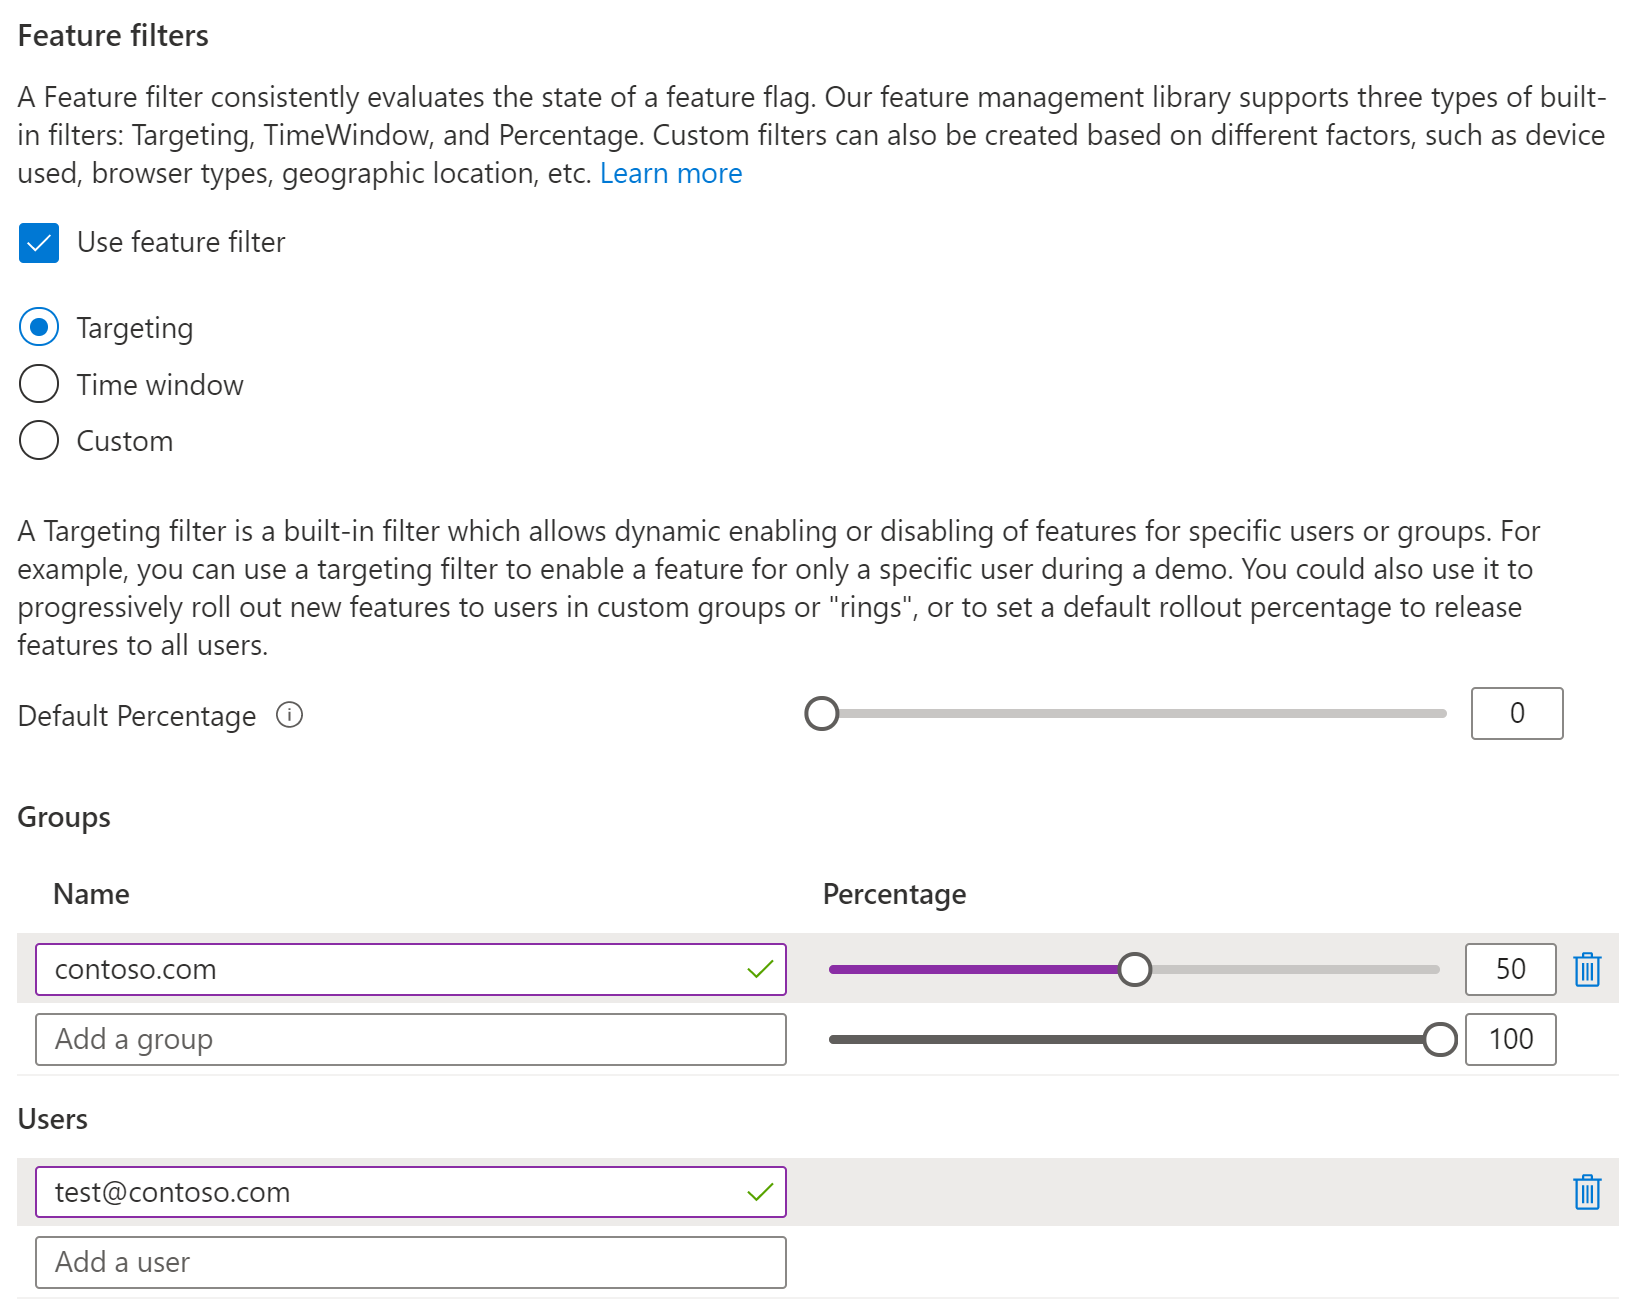 Feature filters
A Feature filter consistently evaluates the state of a feature flag. Our feature management library supports three types of built-
in filters: Targeting, TimeWindow, and Percentage. Custom filters can also be created based on different factors, such as device
used, browser types, geographic location, etc. Learn more
Use feature filter
Targeting
Time window
Custom
A Targeting filter is a built-in filter which allows dynamic enabling or disabling of features for specific users or groups. For
example, you can use a targeting filter to enable a feature for only a specific user during a demo. You could also use it to
progressively roll out new features to users in custom groups or "rings", or to set a default rollout percentage to release
features to all users.
Default Percentage 0
Groups
Name Percentage
contoso.com 50
Add a group 100
Users
test@contoso.com
Add a user